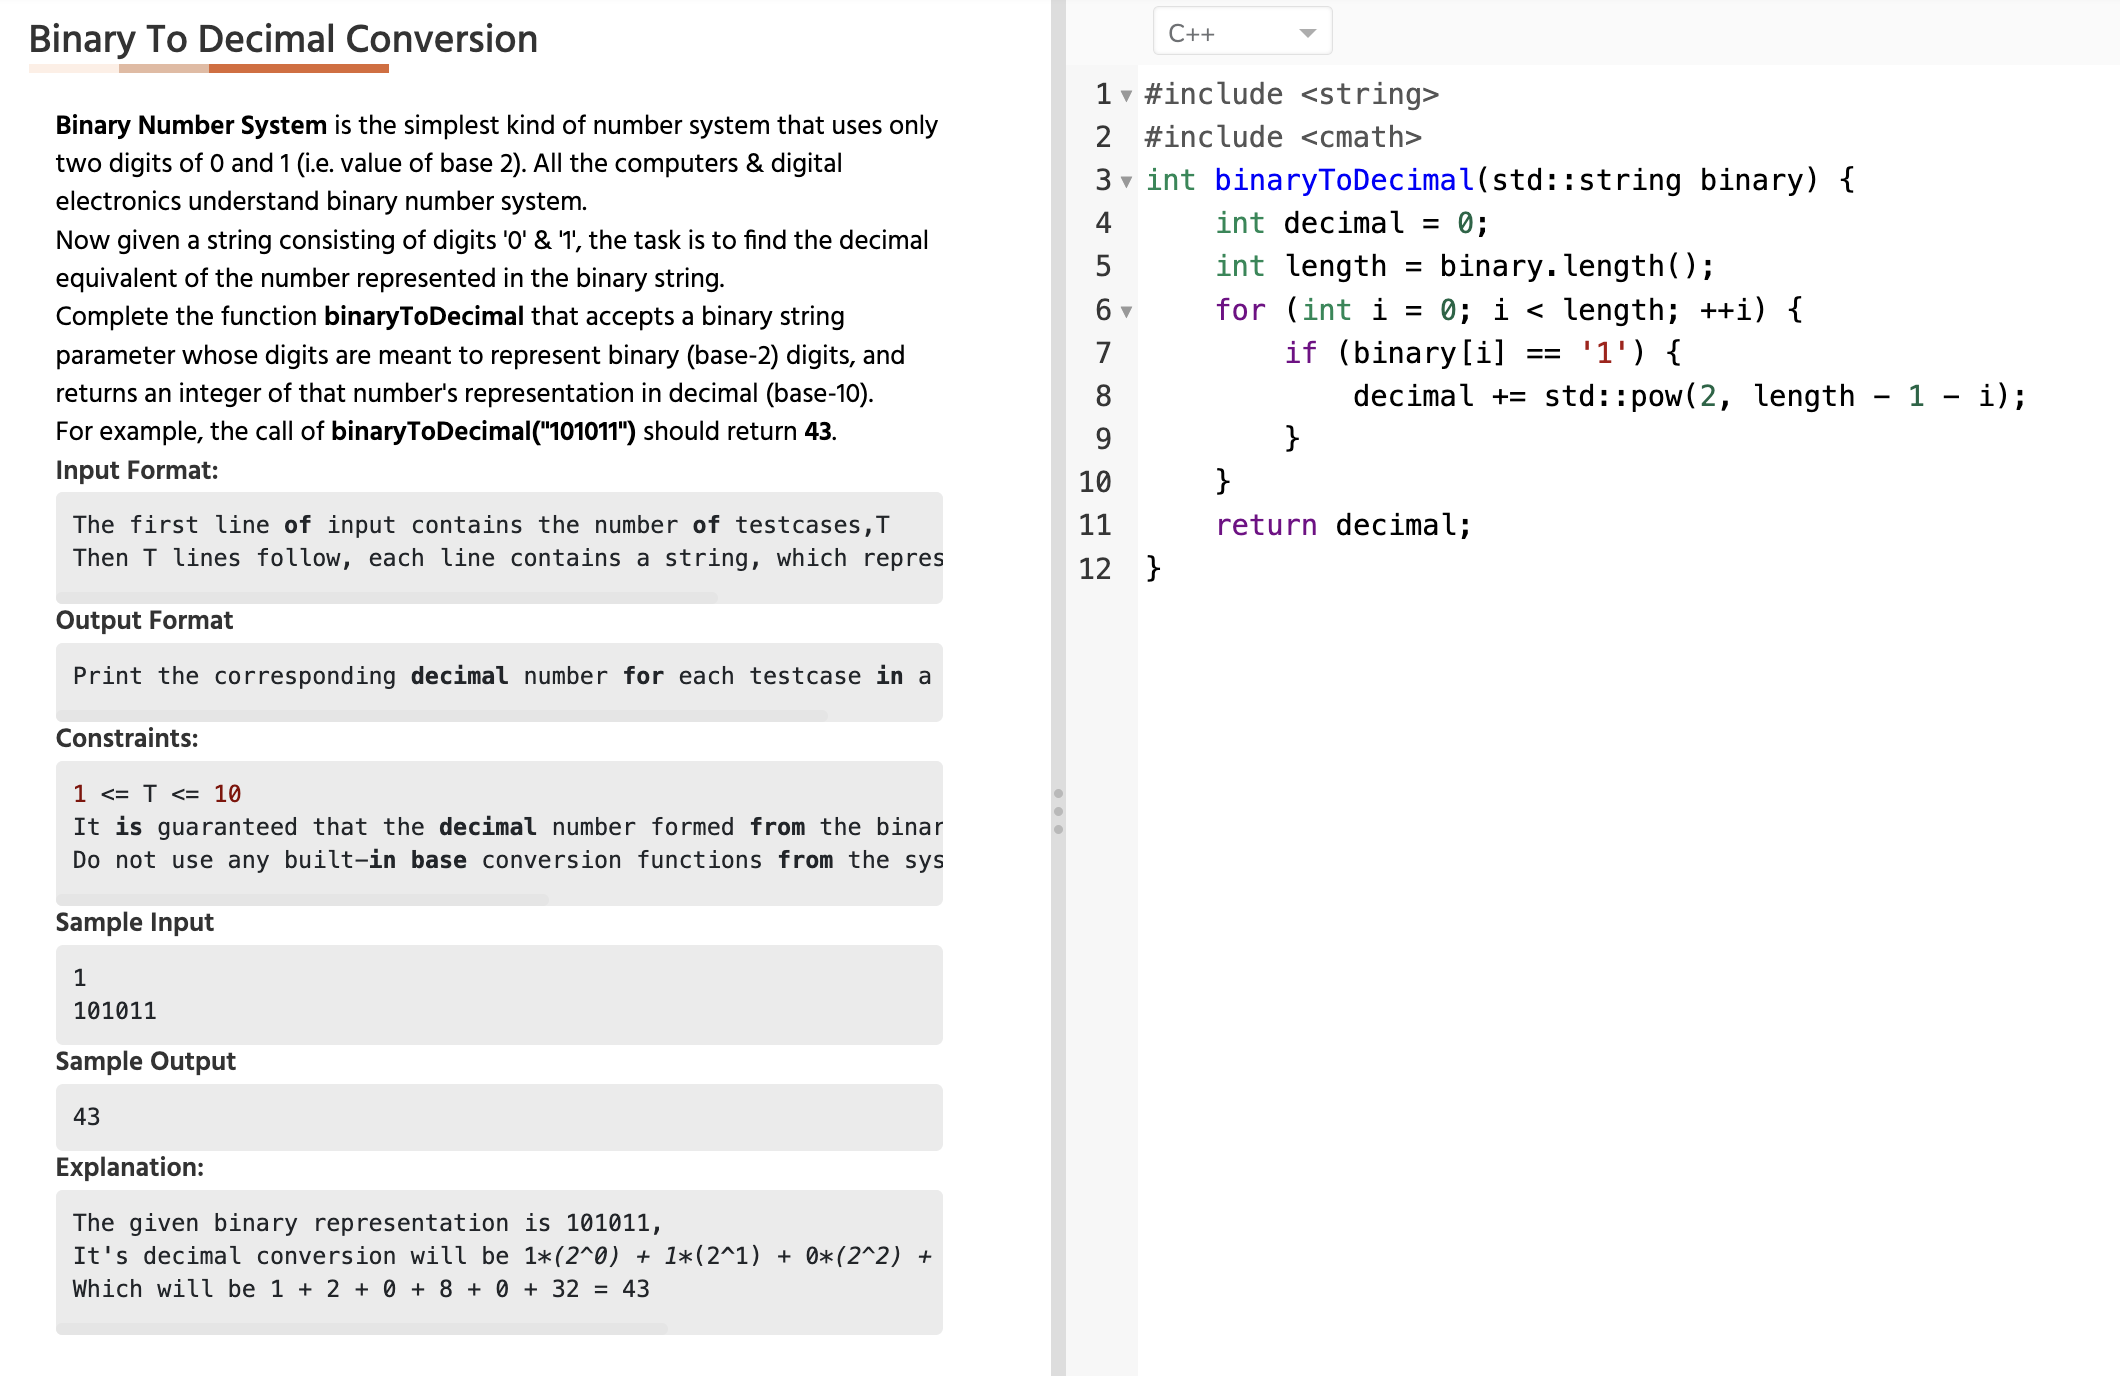 Binary To Decimal Conversion
Binary Number System is the simplest kind of number system that uses only
two digits of 0 and 1 (i.e. value of base 2). All the computers & digital
electronics understand binary number system.
Now given a string consisting of digits '0' & '1', the task is to find the decimal
equivalent of the number represented in the binary string.
Complete the function binaryToDecimal that accepts a binary string
parameter whose digits are meant to represent binary (base-2) digits, and
returns an integer of that number's representation in decimal (base-10).
For example, the call of binaryToDecimal("101011") should return 43.
Input Format:
The first line of input contains the number of testcases,T
Then T lines follow, each line contains a string, which repres
Output Format
Print the corresponding decimal number for each testcase in a
Constraints:
1 <= T <= 10
It is guaranteed that the decimal number formed from the binar
Do not use any built-in base conversion functions from the sys
Sample Input
1
101011
Sample Output
43
Explanation:
The given binary representation is 101011,
It's decimal conversion will be 1*(2^0) + 1*(2^1) + 0*(2^2) +
Which will be 1 + 2 + 0 + 8 + 0 + 32 = 43
C++
1 #include <string>
2 #include <cmath>
3 int binaryToDecimal(std::string binary) {
4     int decimal = 0;
5     int length = binary.length();
6     for (int i = 0; i < length; ++i) {
7         if (binary[i] == '1') {
8             decimal += std::pow(2, length - 1 - i);
9         }
10     }
11     return decimal;
12 }